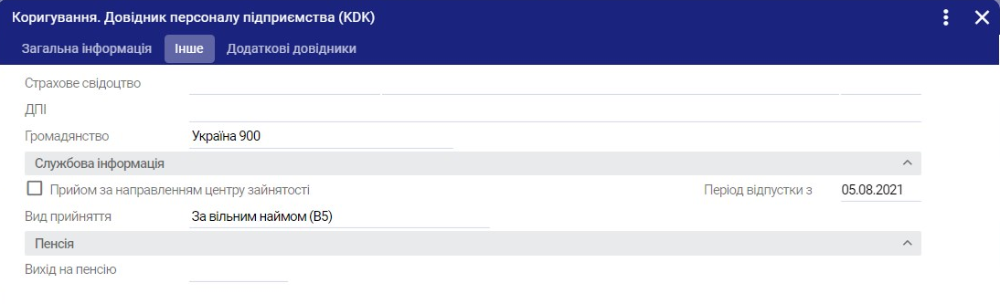 Коригування. Довідник персоналу підприємства (KDK)
Загальна інформація Інше Додаткові довідники
Страхове свідоцтво
ДПІ
Громадянство Україна 900
Службова інформація
Прийом за направленням центру зайнятості Період відпустки з 05.08.2021
Вид прийняття За вільним наймом (В5)
Пенсія
Вихід на пенсію